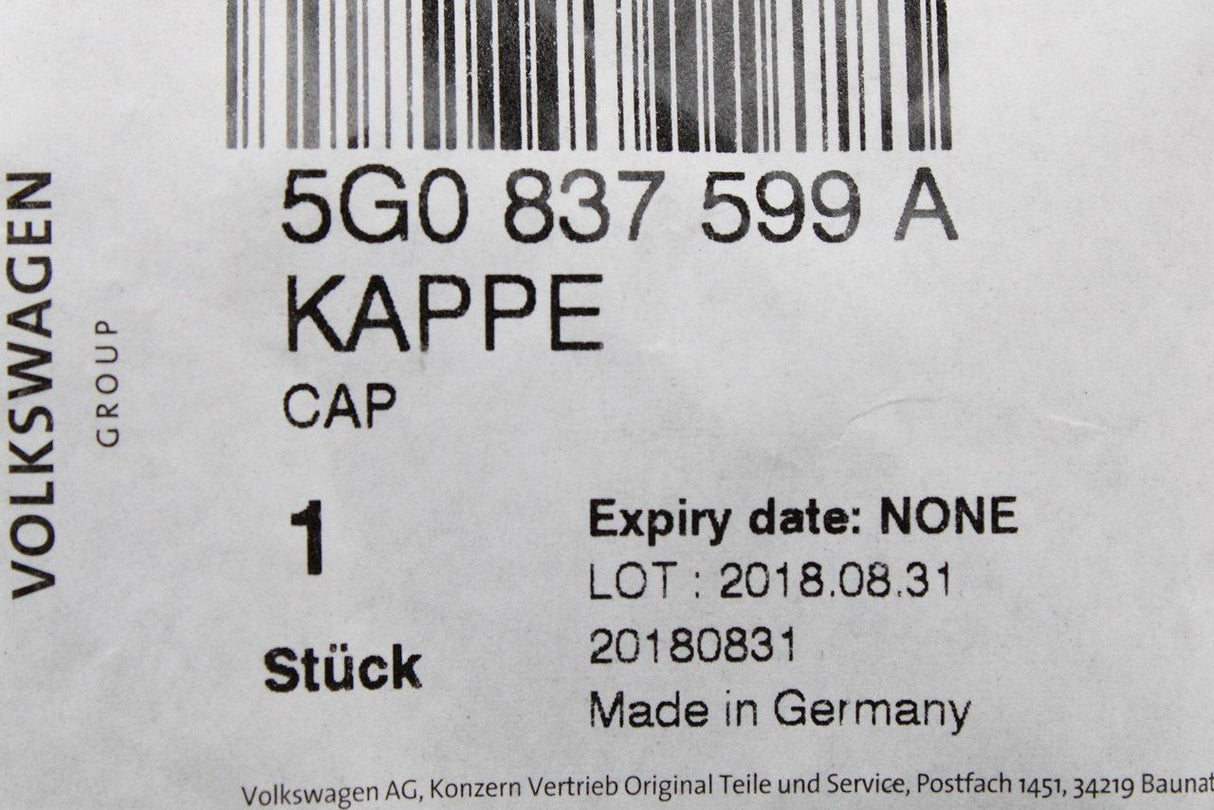 5G0 837 599 A
KAPPE
CAP
1
Stück
Expiry date: NONE
LOT : 2018.08.31
20180831
Made in Germany
VOLKSWAGEN
GROUP
Volkswagen AG, Konzern Vertrieb Original Teile und Service, Postfach 1451, 34219